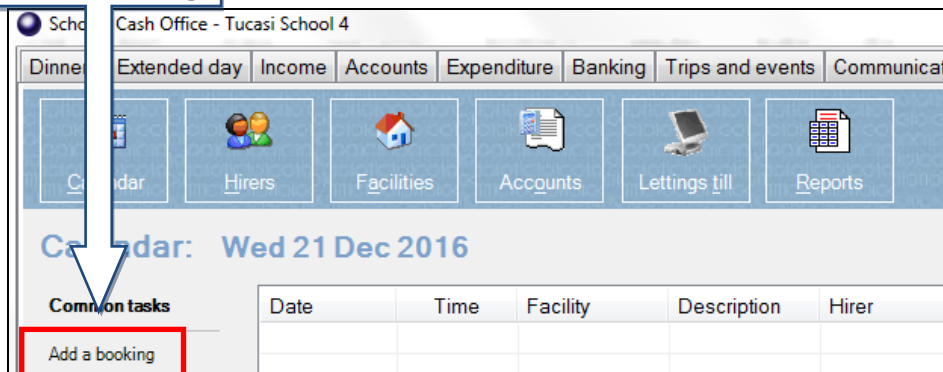 Cash Office - Tucasi School 4
Extended day Income Accounts Expenditure Banking Trips and events
Hirers Facilities Accounts Lettings till Reports
Wed 21 Dec 2016
Common tasks Date Time Facility Description Hirer
Add a booking